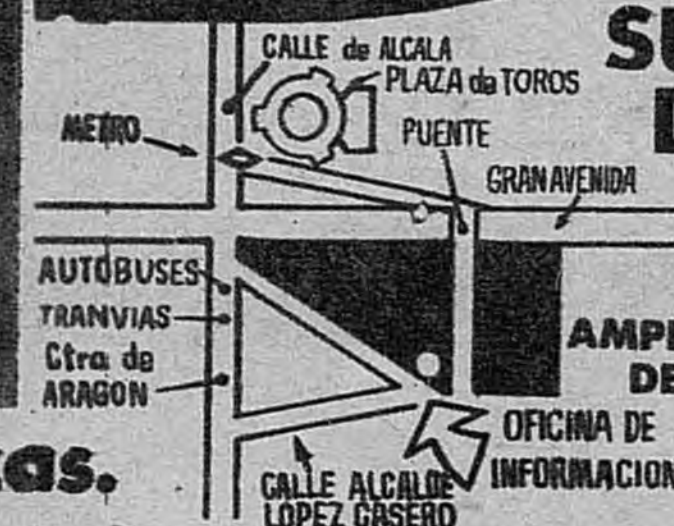 CALLE de ALCALA
PLAZA de TOROS
METRO
PUENTE
GRAN AVENIDA
AUTOBUSES
TRANVIAS
Ctra de
ARAGON
AMP
DE
OFICINA DE
INFORMACION
CALLE ALCALDE
LOPEZ CASERO
as.
SU